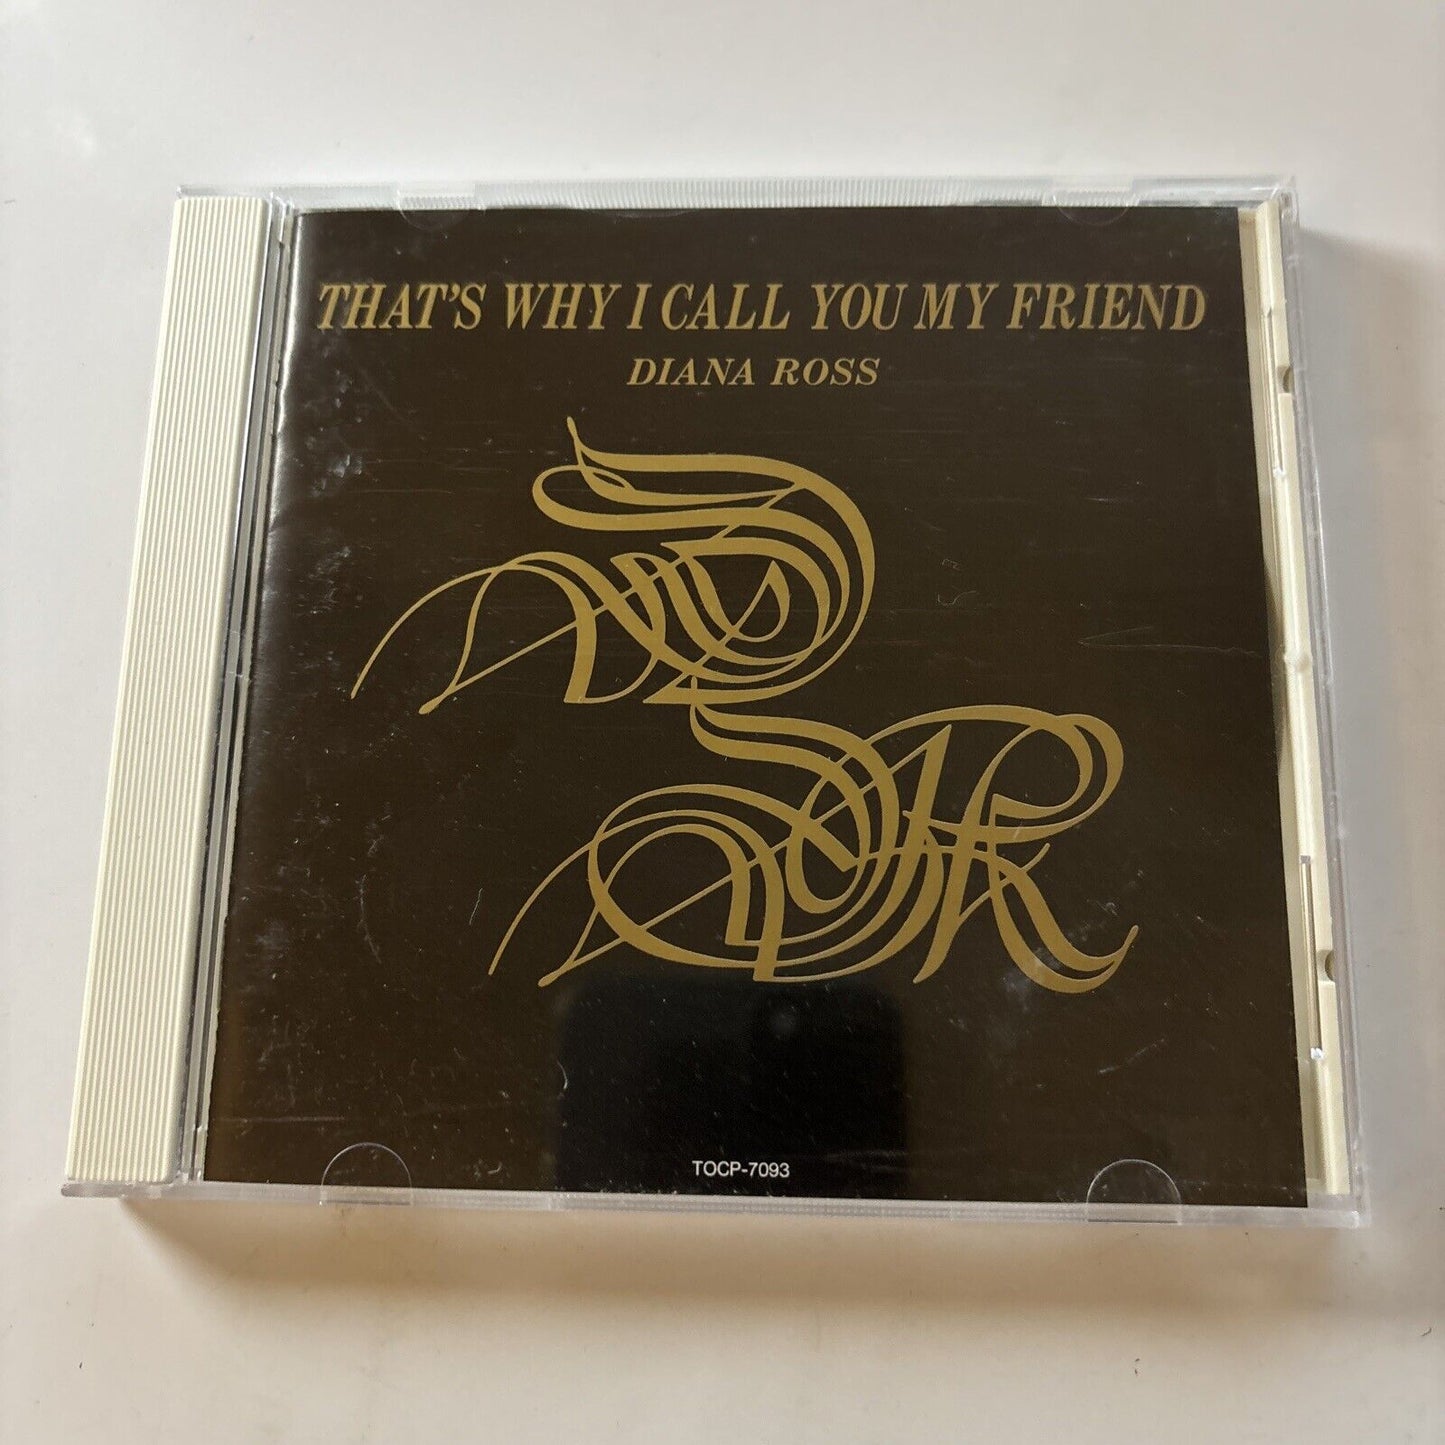 THAT'S WHY I CALL YOU MY FRIEND
DIANA ROSS
TOCP-7093